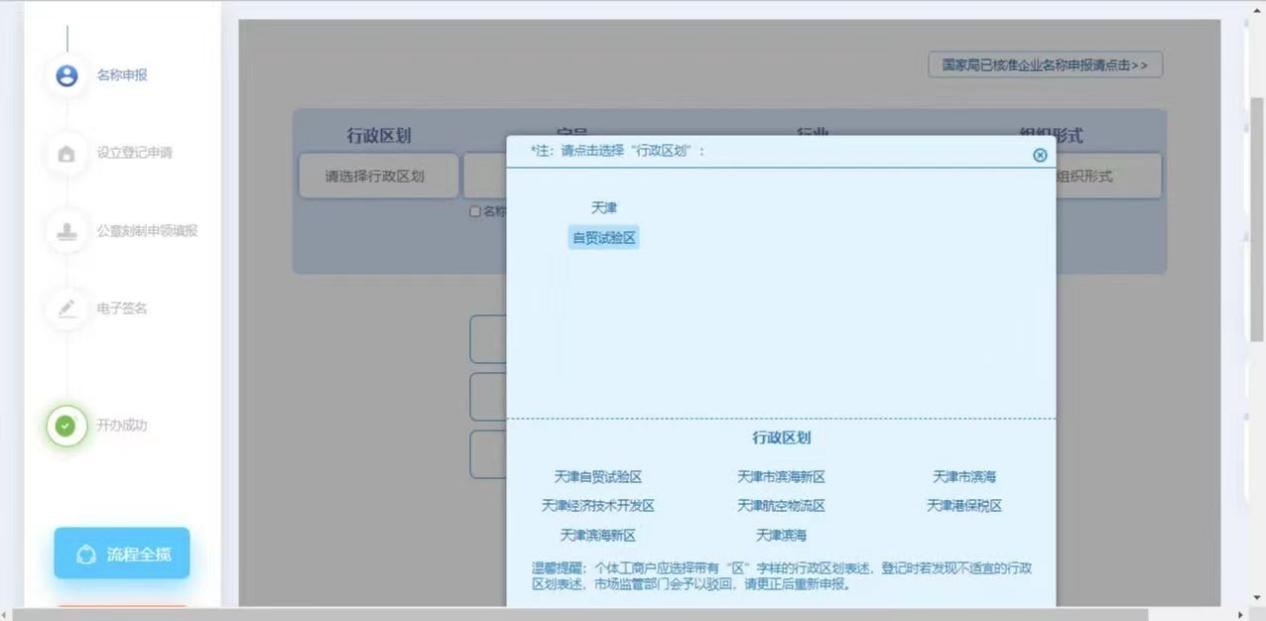 名称申报
设立登记申请
公章刻制申领填报
电子签名
开办成功
流程全揽
国家局已核准企业名称申报请点击>>
行政区划
字号
行业
组织形式
请选择行政区划
组织形式
名称
*注：请点击选择“行政区划”：
天津
自贸试验区
行政区划
天津自贸试验区 天津市滨海新区 天津市滨海
天津经济技术开发区 天津航空物流区 天津港保税区
天津滨海新区 天津滨海
温馨提醒：个体工商户应选择带有“区”字样的行政区划表述，登记时若发现不适宜的行政
区划表述，市场监管部门会予以驳回，请更正后重新申报。